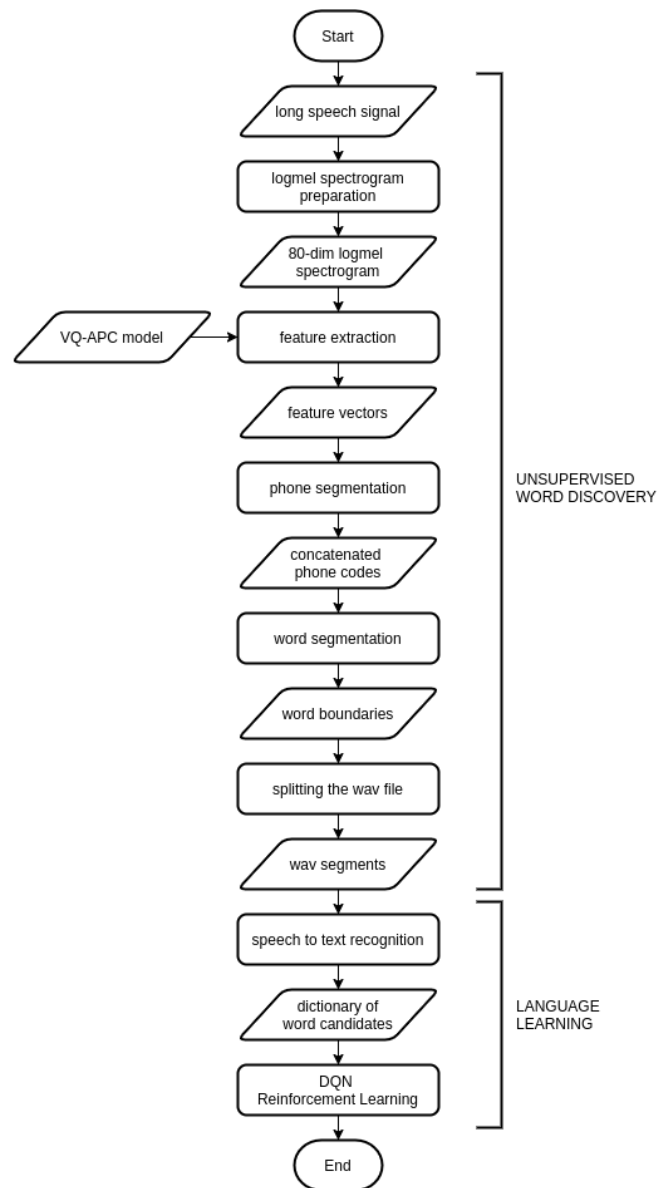 Start
long speech signal
logmel spectrogram
preparation
80-dim logmel
spectrogram
VQ-APC model
feature extraction
feature vectors
phone segmentation
concatenated
phone codes
word segmentation
word boundaries
splitting the wav file
wav segments
UNSUPERVISED
WORD DISCOVERY
speech to text recognition
dictionary of
word candidates
DQN
Reinforcement Learning
LANGUAGE
LEARNING
End